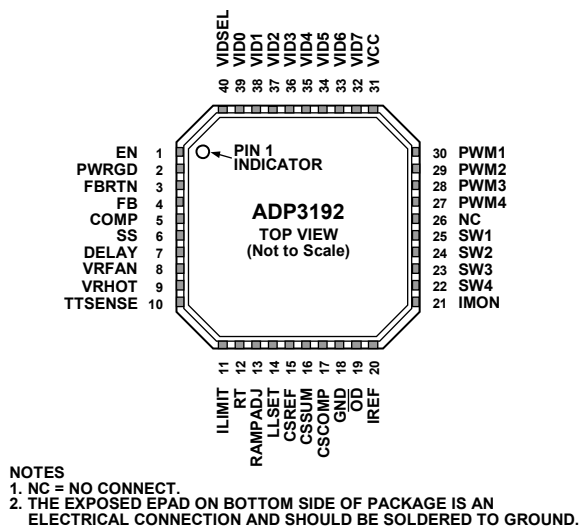 40 VIDSEL
39 VID0
38 VID1
37 VID2
36 VID3
35 VID4
34 VID5
33 VID6
32 VID7
31 VCC
EN 1
PWRGD 2
FBRTN 3
FB 4
COMP 5
SS 6
DELAY 7
VRFAN 8
VRHOT 9
TTSENSE 10
PIN 1
INDICATOR
ADP3192
TOP VIEW
(Not to Scale)
30 PWM1
29 PWM2
28 PWM3
27 PWM4
26 NC
25 SW1
24 SW2
23 SW3
22 SW4
21 IMON
ILIMIT 11
RT 12
RAMPADJ 13
LLSET 14
CSREF 15
CSSUM 16
CSCOMP 17
GND 18
OD 19
IREF 20
NOTES
1. NC = NO CONNECT.
2. THE EXPOSED EPAD ON BOTTOM SIDE OF PACKAGE IS AN
ELECTRICAL CONNECTION AND SHOULD BE SOLDERED TO GROUND.